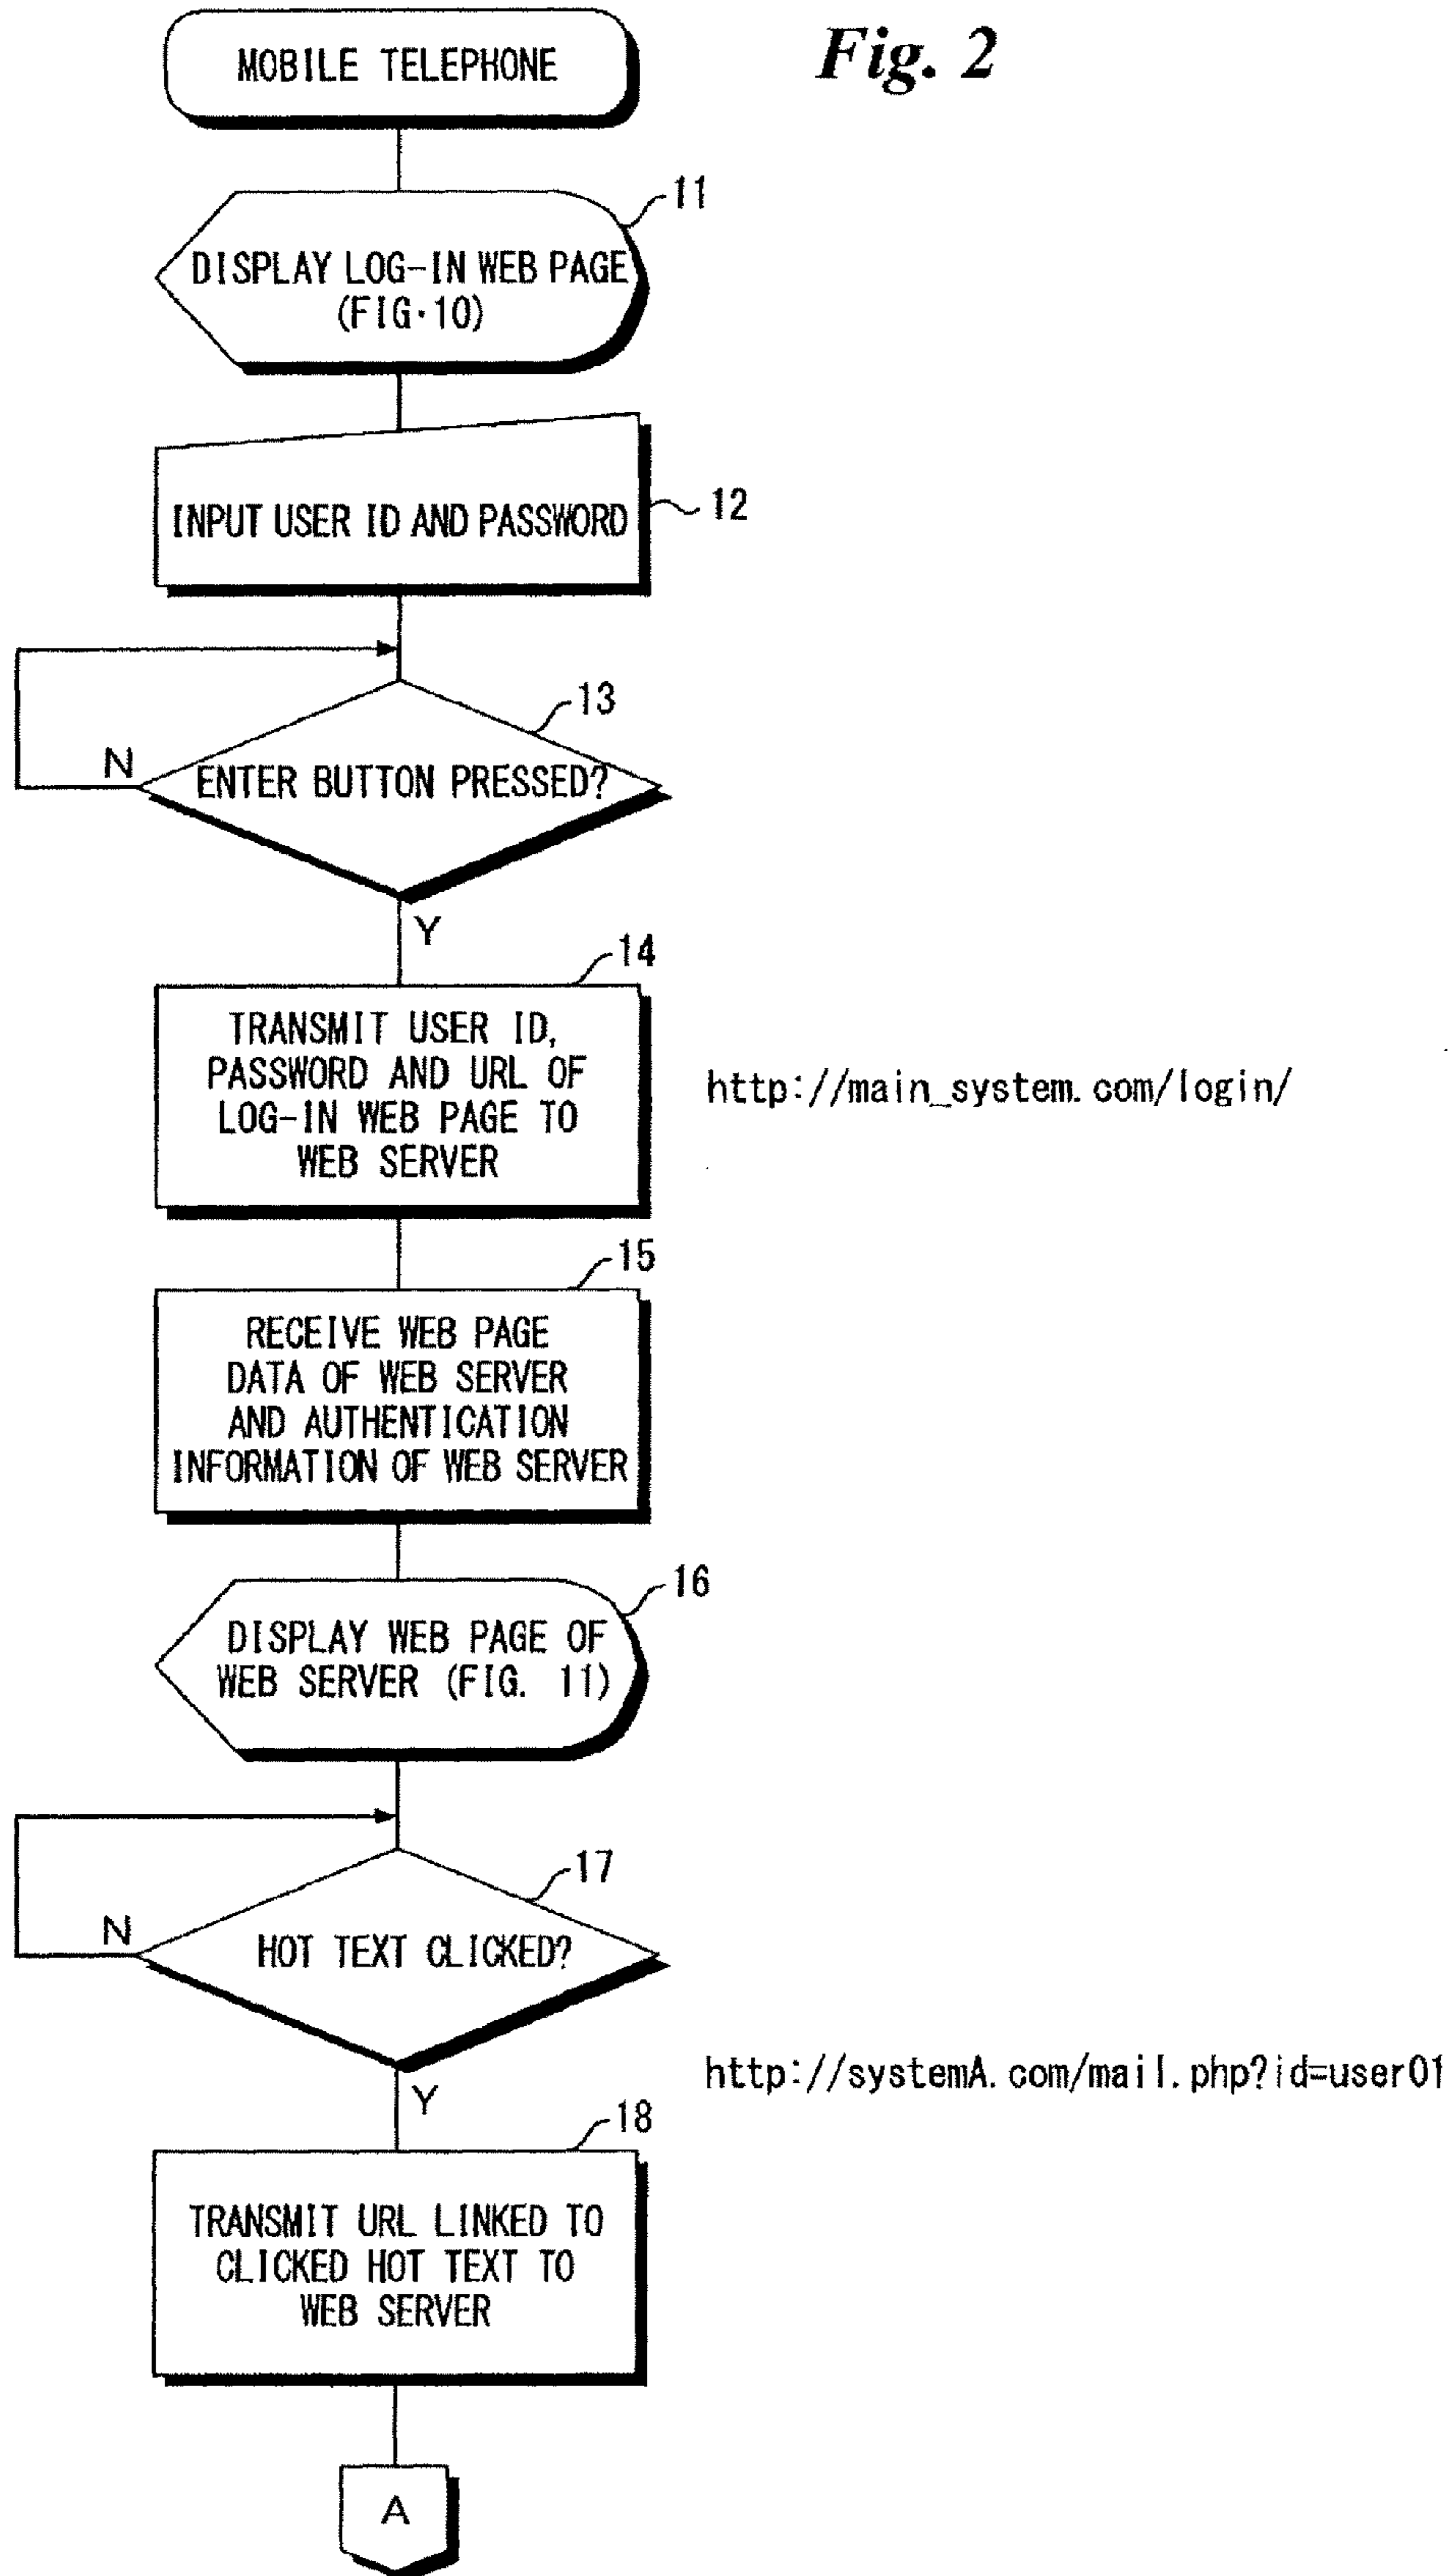 Fig. 2
MOBILE TELEPHONE
11
DISPLAY LOG-IN WEB PAGE
(FIG·10)
12
INPUT USER ID AND PASSWORD
13
N
ENTER BUTTON PRESSED?
Y
14
TRANSMIT USER ID,
PASSWORD AND URL OF
LOG-IN WEB PAGE TO
WEB SERVER
http://main_system.com/login/
15
RECEIVE WEB PAGE
DATA OF WEB SERVER
AND AUTHENTICATION
INFORMATION OF WEB SERVER
16
DISPLAY WEB PAGE OF
WEB SERVER (FIG. 11)
17
N
HOT TEXT CLICKED?
Y
http://systemA.com/mail.php?id=user01
18
TRANSMIT URL LINKED TO
CLICKED HOT TEXT TO
WEB SERVER
A